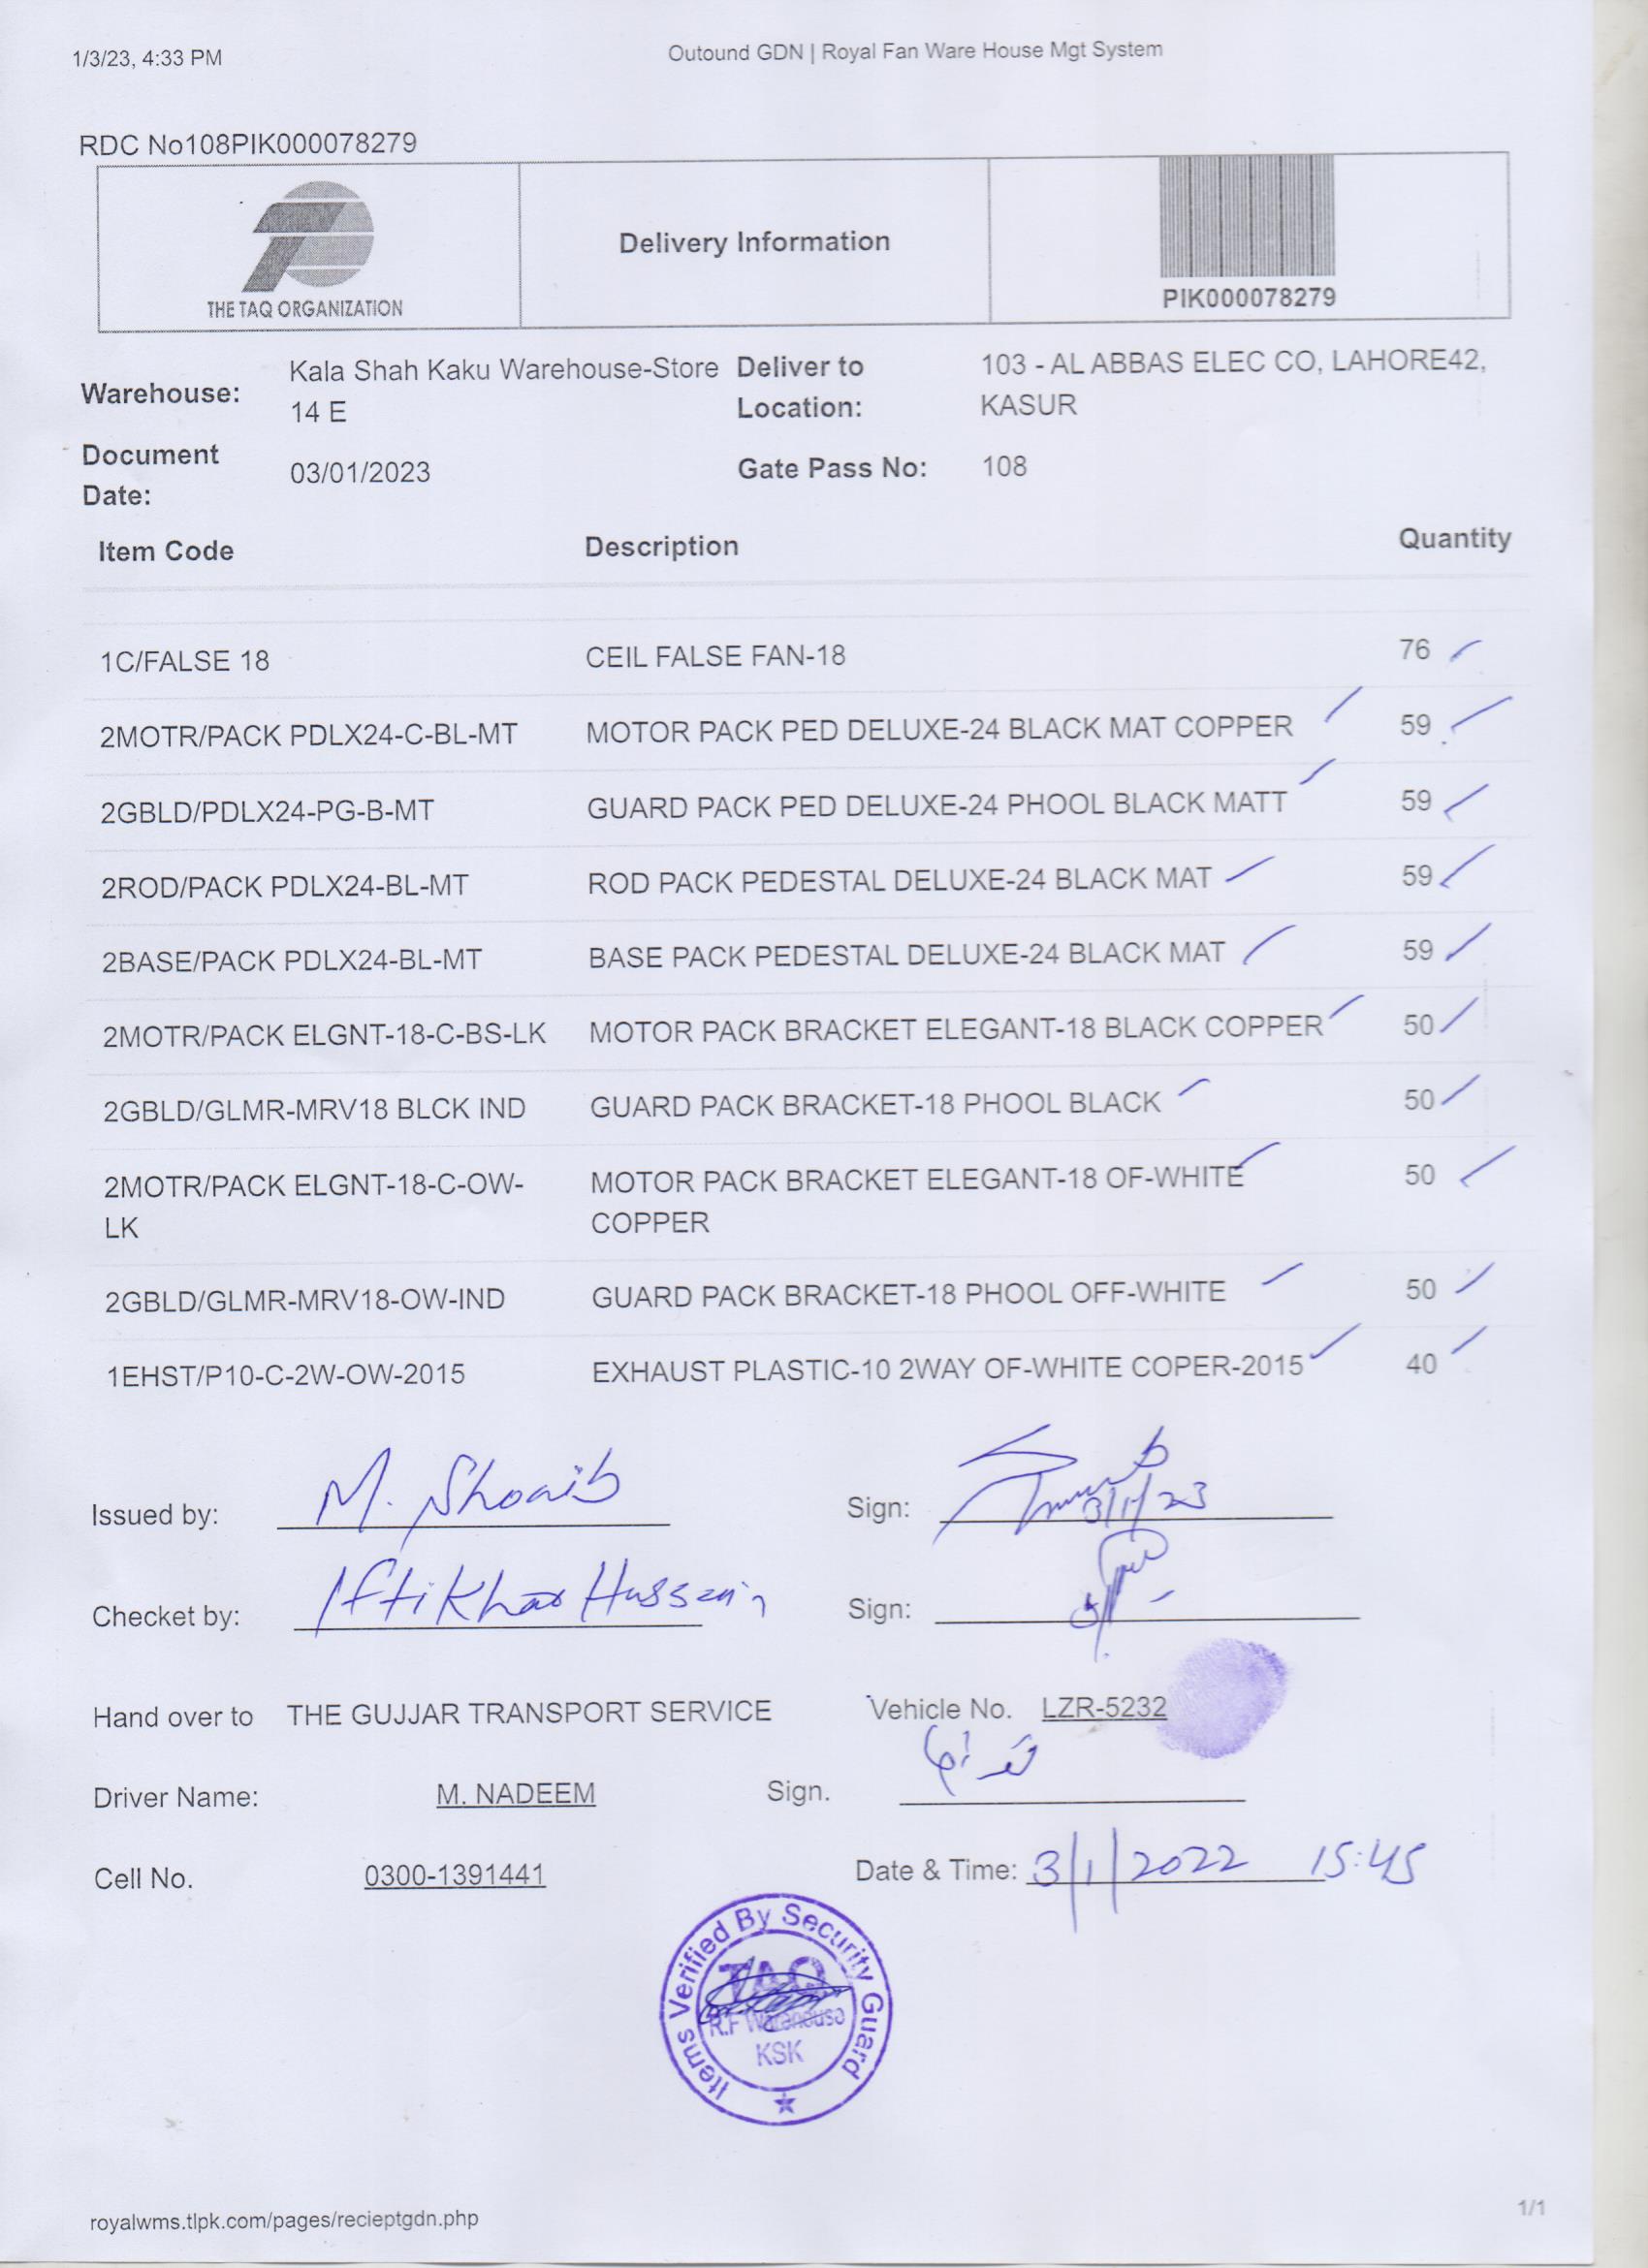 1/3/23, 4:33 PM
Outound GDN | Royal Fan Ware House Mgt System
RDC No108PIK000078279
THE TAQ ORGANIZATION
Delivery Information
PIK000078279
Warehouse: Kala Shah Kaku Warehouse-Store 14 E
Deliver to Location: 103 - AL ABBAS ELEC CO, LAHORE42, KASUR
Document Date: 03/01/2023
Gate Pass No: 108
Item Code Description Quantity
1C/FALSE 18 CEIL FALSE FAN-18 76
2MOTR/PACK PDLX24-C-BL-MT MOTOR PACK PED DELUXE-24 BLACK MAT COPPER 59
2GBLD/PDLX24-PG-B-MT GUARD PACK PED DELUXE-24 PHOOL BLACK MATT 59
2ROD/PACK PDLX24-BL-MT ROD PACK PEDESTAL DELUXE-24 BLACK MAT 59
2BASE/PACK PDLX24-BL-MT BASE PACK PEDESTAL DELUXE-24 BLACK MAT 59
2MOTR/PACK ELGNT-18-C-BS-LK MOTOR PACK BRACKET ELEGANT-18 BLACK COPPER 50
2GBLD/GLMR-MRV18 BLCK IND GUARD PACK BRACKET-18 PHOOL BLACK 50
2MOTR/PACK ELGNT-18-C-OW-LK MOTOR PACK BRACKET ELEGANT-18 OF-WHITE COPPER 50
2GBLD/GLMR-MRV18-OW-IND GUARD PACK BRACKET-18 PHOOL OFF-WHITE 50
1EHST/P10-C-2W-OW-2015 EXHAUST PLASTIC-10 2WAY OF-WHITE COPER-2015 40
Issued by: M. Shoaib Sign: 3/1/23
Checket by: Iftikhar Hussain Sign:
Hand over to THE GUJJAR TRANSPORT SERVICE Vehicle No. LZR-5232
Driver Name: M. NADEEM Sign.
Cell No. 0300-1391441 Date & Time: 3/1/2022 15:45
Items Verified By Security Guard
TAQ
R.F Warehouse
KSK
royalwms.tlpk.com/pages/recieptgdn.php
1/1